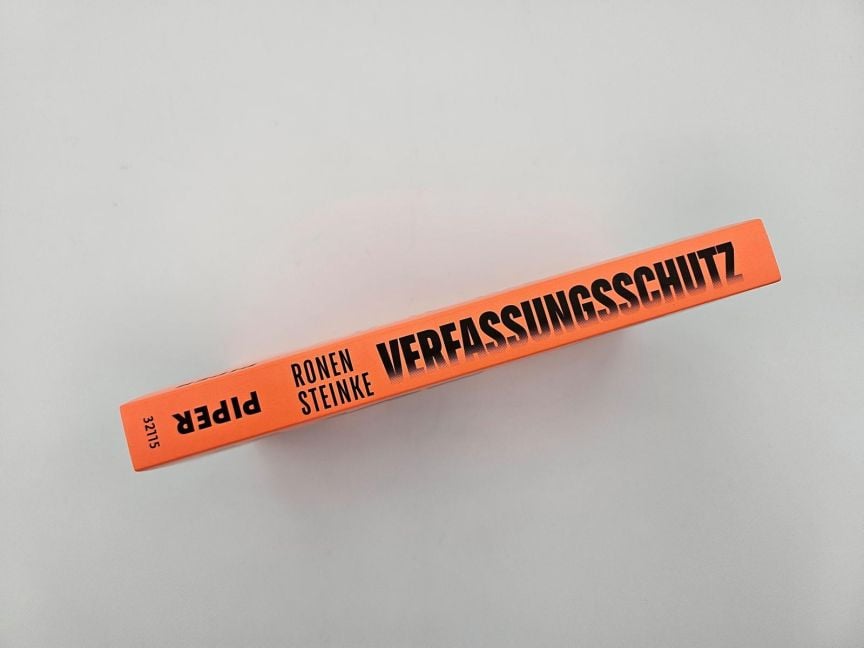 RONEN
STEINKE
VERFASSUNGSSCHUTZ
PIPER
32115